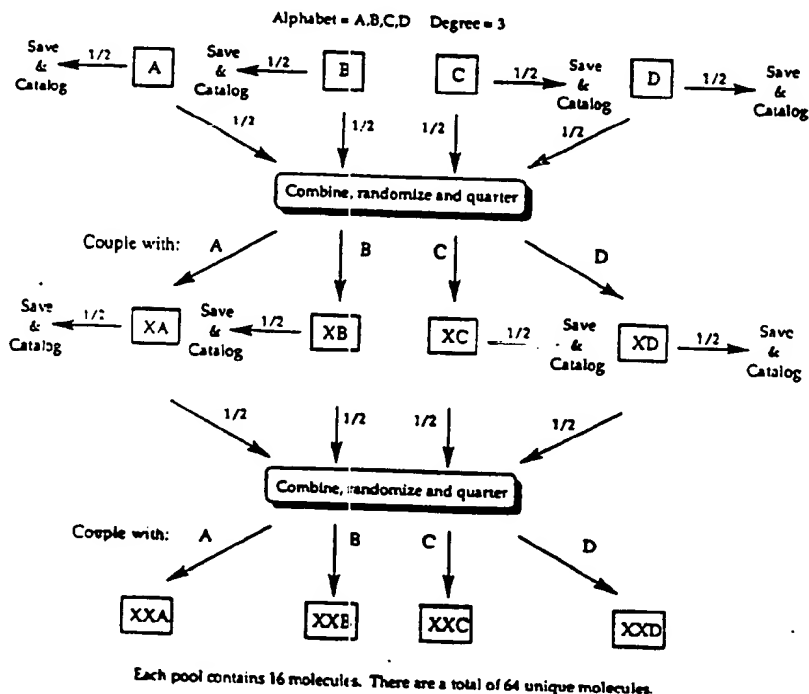 Alphabet = A,B,C,D Degree = 3
Save & Catalog 1/2 A Save & Catalog 1/2 B C 1/2 Save & Catalog D 1/2 Save & Catalog
1/2 1/2 1/2 1/2
Combine, randomize and quarter
Couple with: A B C D
Save & Catalog 1/2 XA Save & Catalog 1/2 XB XC 1/2 Save & Catalog XD 1/2 Save & Catalog
1/2 1/2 1/2 1/2
Combine, randomize and quarter
Couple with: A B C D
XXA XXB XXC XXD
Each pool contains 16 molecules. There are a total of 64 unique molecules.